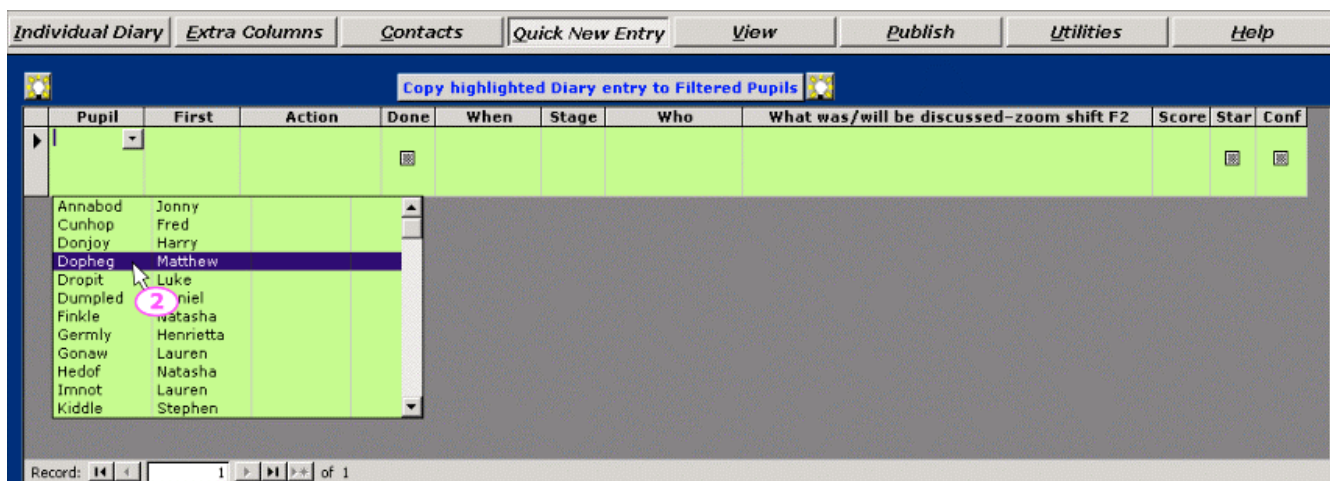 Individual Diary Extra Columns Contacts Quick New Entry View Publish Utilities Help
Copy highlighted Diary entry to Filtered Pupils
Pupil First Action Done When Stage Who What was/will be discussed-zoom shift F2 Score Star Conf
Annabod Jonny
Cunhop Fred
Donjoy Harry
Dopheg Matthew
Dropit Luke
Dumpled niel
2
Finkle Natasha
Germly Henrietta
Gonaw Lauren
Hedof Natasha
Imnot Lauren
Kiddle Stephen
Record: 1 of 1